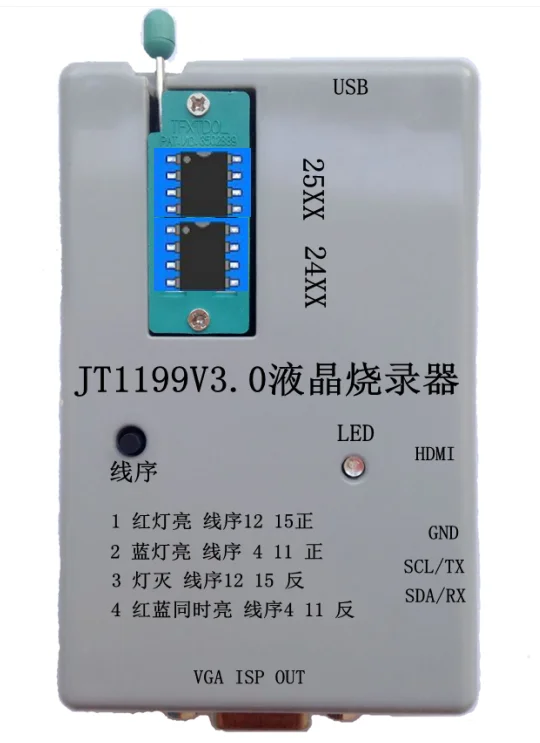 USB
TFXTOOL
25XX 24XX
JT1199V3.0液晶烧录器
LED
线序
HDMI
1 红灯亮 线序12 15正
2 蓝灯亮 线序 4 11 正
3 灯灭 线序12 15 反
4 红蓝同时亮 线序4 11 反
GND
SCL/TX
SDA/RX
VGA ISP OUT